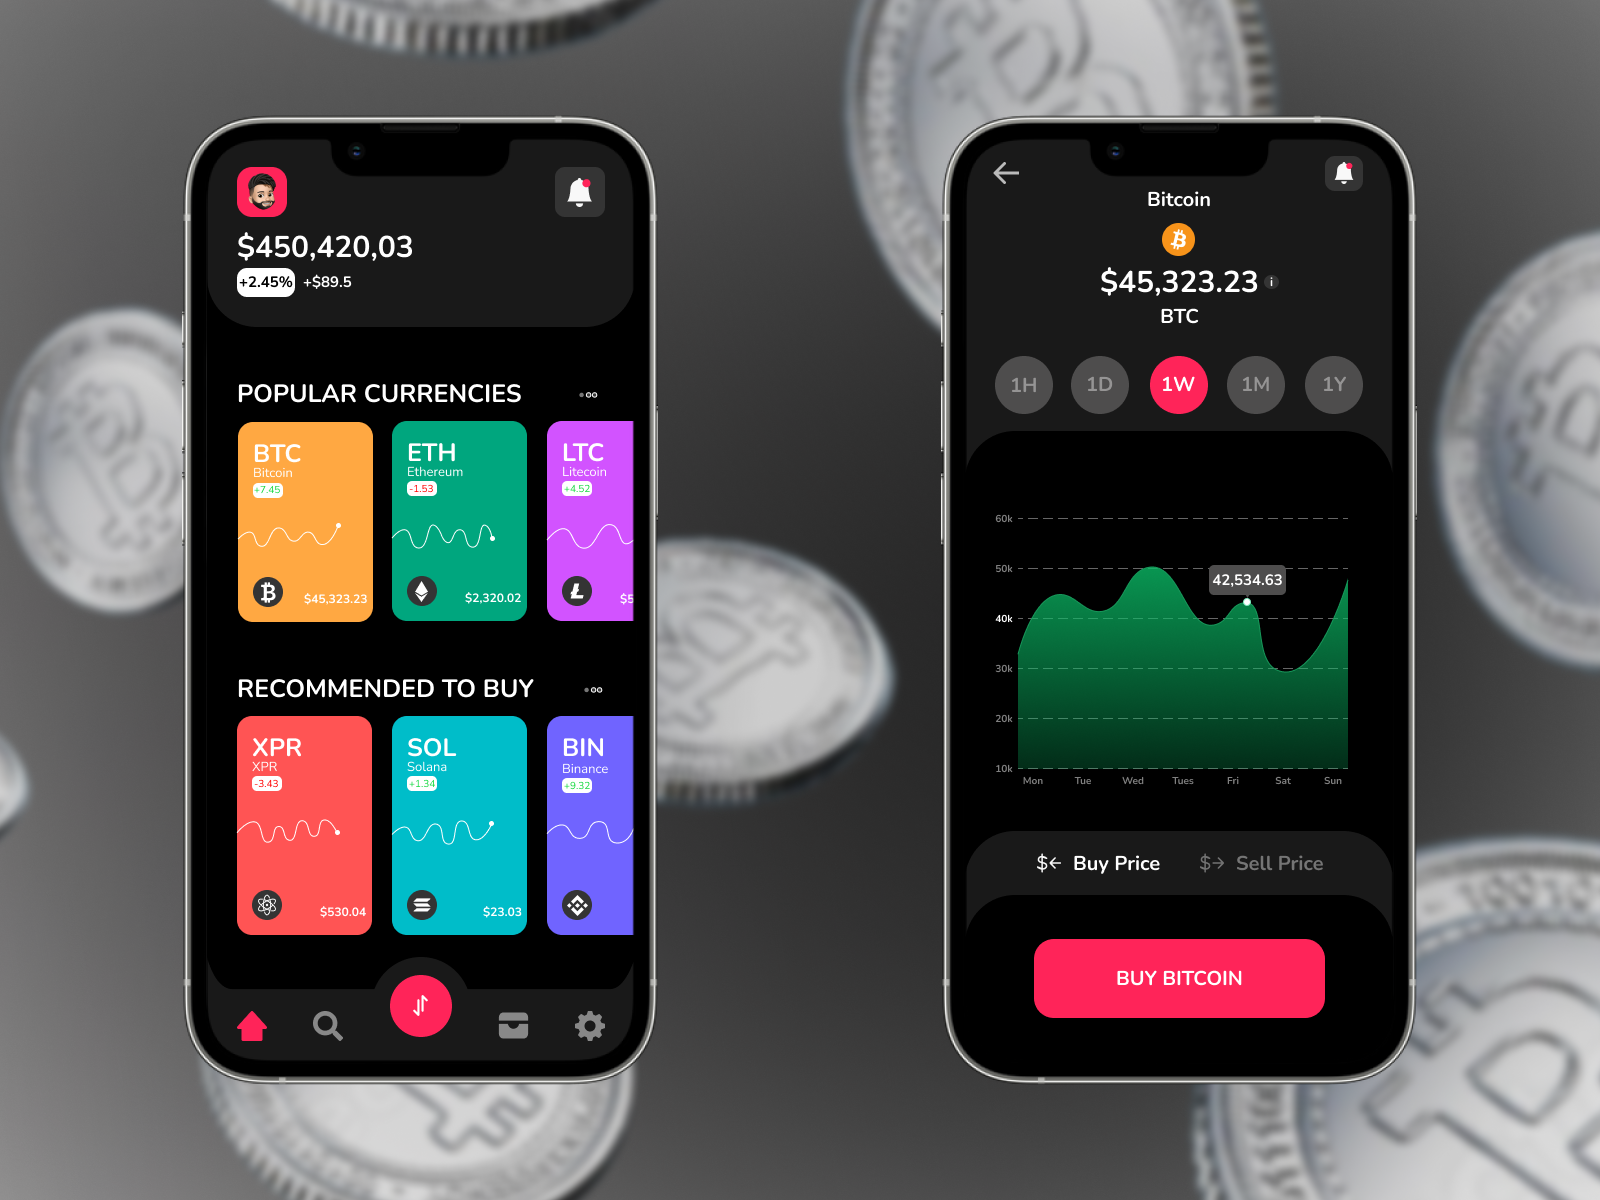 $450,420,03
+2.45% +$89.5
POPULAR CURRENCIES
BTC
Bitcoin
+7.45
$45,323.23
ETH
Ethereum
-1.53
$2,320.02
LTC
Litecoin
+4.52
$5
RECOMMENDED TO BUY
XPR
XPR
-3.43
$530.04
SOL
Solana
+1.34
$23.03
BIN
Binance
+9.32
Bitcoin
$45,323.23 i
BTC
1H 1D 1W 1M 1Y
60k
50k
42,534.63
40k
30k
20k
10k
Mon Tue Wed Tues Fri Sat Sun
$← Buy Price $→ Sell Price
BUY BITCOIN